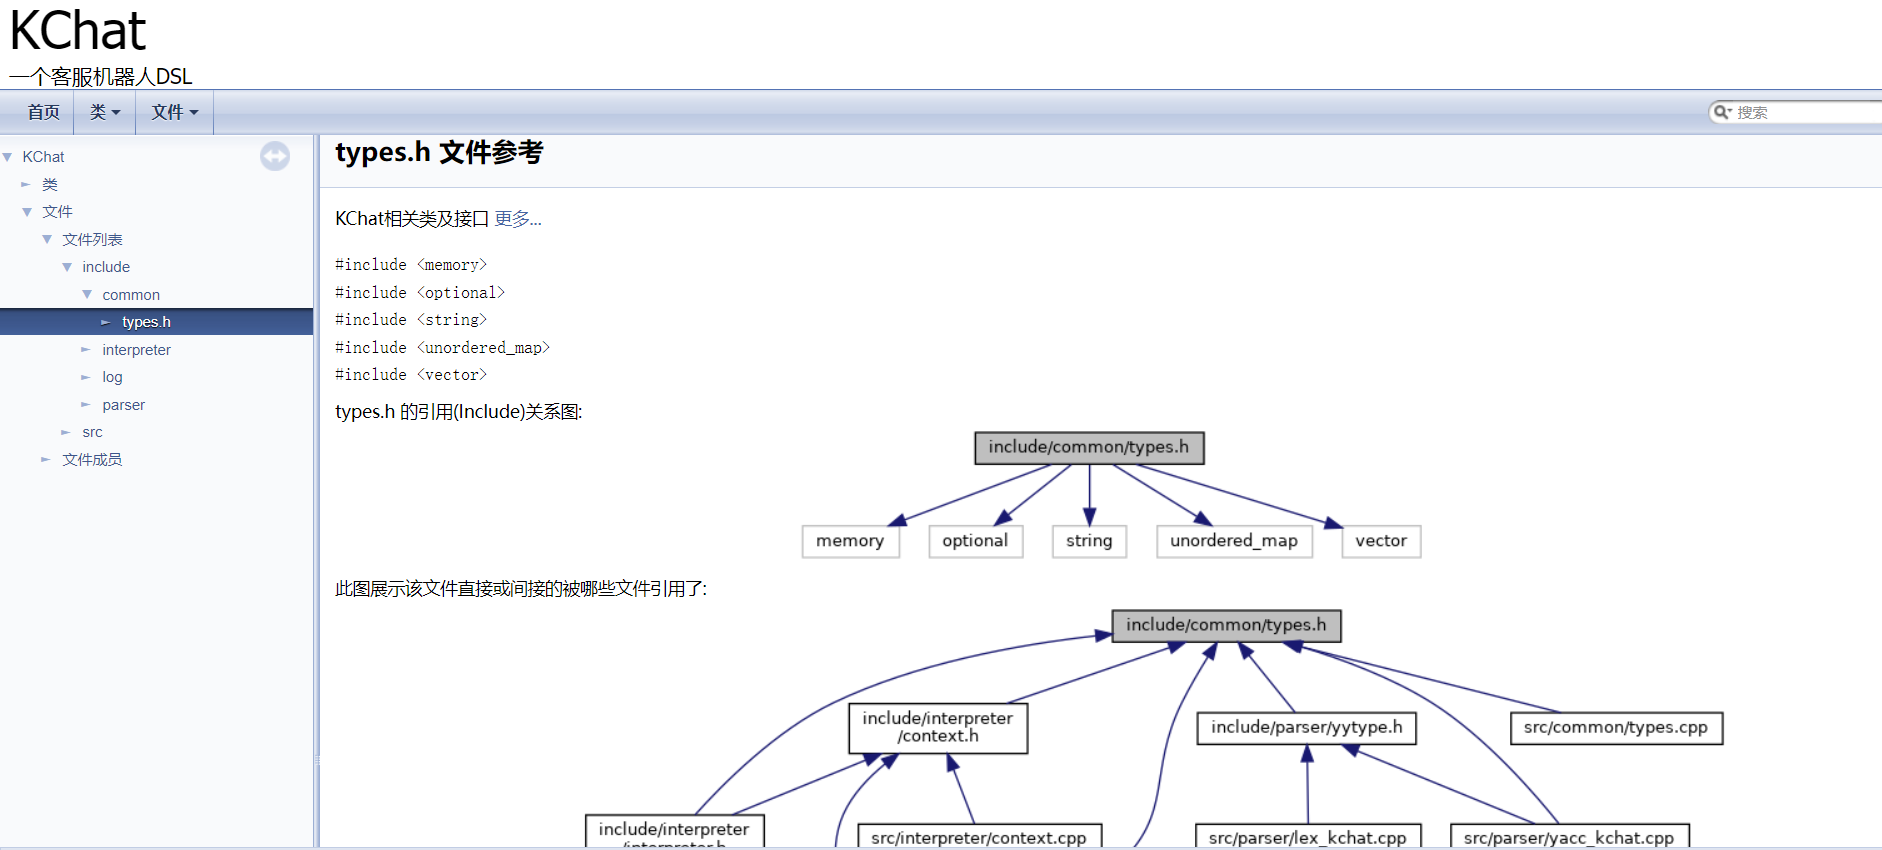 KChat
一个客服机器人DSL
首页 类 文件 搜索
KChat
类
文件
文件列表
include
common
types.h
interpreter
log
parser
src
文件成员
types.h 文件参考
KChat相关类及接口 更多...
#include <memory>
#include <optional>
#include <string>
#include <unordered_map>
#include <vector>
types.h 的引用(Include)关系图:
include/common/types.h
memory optional string unordered_map vector
此图展示该文件直接或间接的被哪些文件引用了:
include/common/types.h
include/interpreter
/context.h
include/parser/yytype.h
src/common/types.cpp
include/interpreter
/interpreter.h
src/interpreter/context.cpp
src/parser/lex_kchat.cpp
src/parser/yacc_kchat.cpp